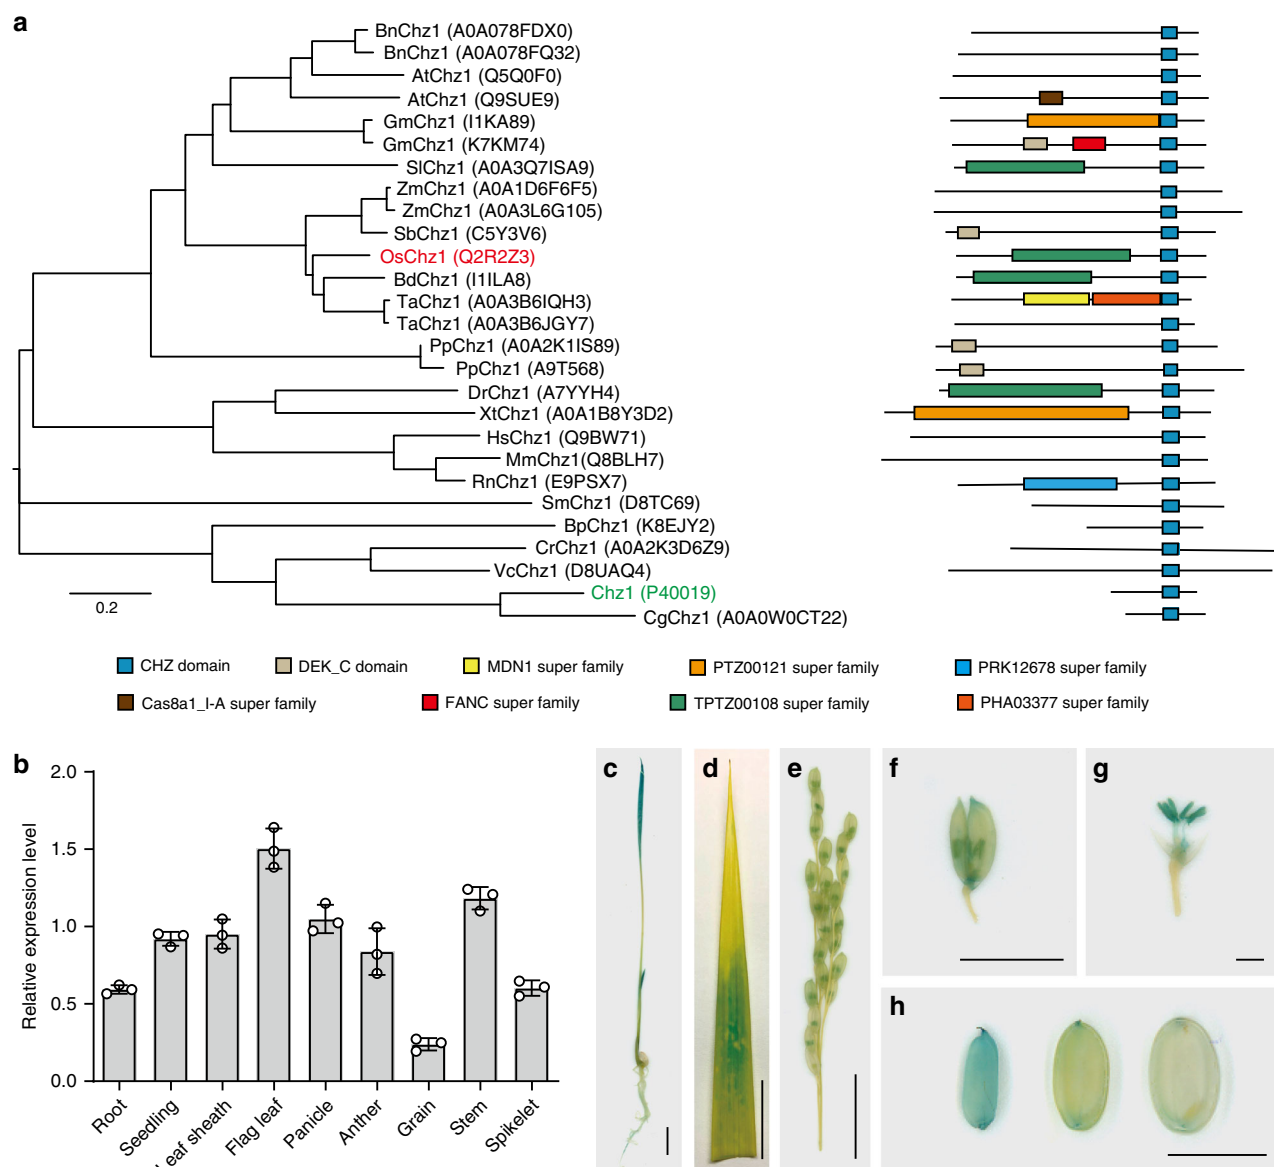 a
BnChz1 (A0A078FDX0)
BnChz1 (A0A078FQ32)
AtChz1 (Q5Q0F0)
AtChz1 (Q9SUE9)
GmChz1 (I1KA89)
GmChz1 (K7KM74)
SlChz1 (A0A3Q7ISA9)
ZmChz1 (A0A1D6F6F5)
ZmChz1 (A0A3L6G105)
SbChz1 (C5Y3V6)
OsChz1 (Q2R2Z3)
BdChz1 (I1ILA8)
TaChz1 (A0A3B6IQH3)
TaChz1 (A0A3B6JGY7)
PpChz1 (A0A2K1IS89)
PpChz1 (A9T568)
DrChz1 (A7YYH4)
XtChz1 (A0A1B8Y3D2)
HsChz1 (Q9BW71)
MmChz1(Q8BLH7)
RnChz1 (E9PSX7)
SmChz1 (D8TC69)
BpChz1 (K8EJY2)
CrChz1 (A0A2K3D6Z9)
VcChz1 (D8UAQ4)
Chz1 (P40019)
CgChz1 (A0A0W0CT22)
0.2
CHZ domain
DEK_C domain
MDN1 super family
PTZ00121 super family
PRK12678 super family
Cas8a1_I-A super family
FANC super family
TPTZ00108 super family
PHA03377 super family
b
Relative expression level
2.0
1.5
1.0
0.5
0.0
Root
Seedling
Leaf sheath
Flag leaf
Panicle
Anther
Grain
Stem
Spikelet
c
d
e
f
g
h